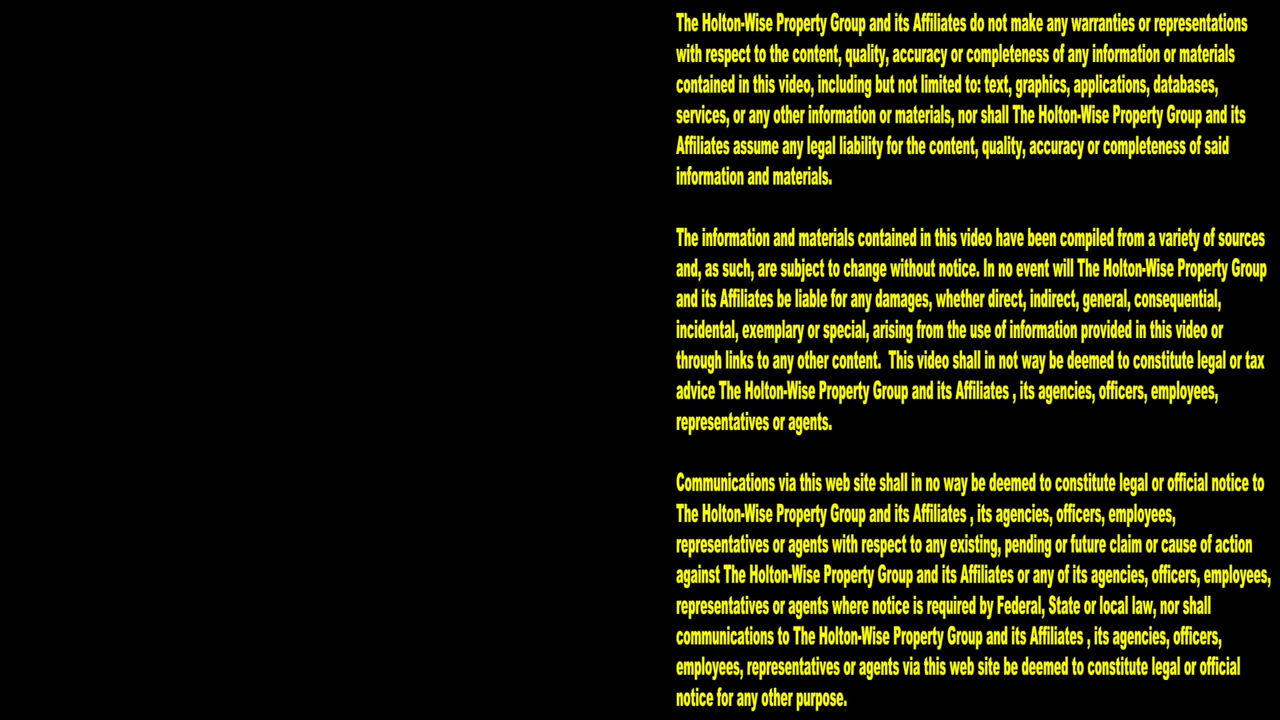 The Holton-Wise Property Group and its Affiliates do not make any warranties or representations
with respect to the content, quality, accuracy or completeness of any information or materials
contained in this video, including but not limited to: text, graphics, applications, databases,
services, or any other information or materials, nor shall The Holton-Wise Property Group and its
Affiliates assume any legal liability for the content, quality, accuracy or completeness of said
information and materials.
The information and materials contained in this video have been compiled from a variety of sources
and, as such, are subject to change without notice. In no event will The Holton-Wise Property Group
and its Affiliates be liable for any damages, whether direct, indirect, general, consequential,
incidental, exemplary or special, arising from the use of information provided in this video or
through links to any other content.  This video shall in not way be deemed to constitute legal or tax
advice The Holton-Wise Property Group and its Affiliates , its agencies, officers, employees,
representatives or agents.
Communications via this web site shall in no way be deemed to constitute legal or official notice to
The Holton-Wise Property Group and its Affiliates , its agencies, officers, employees,
representatives or agents with respect to any existing, pending or future claim or cause of action
against The Holton-Wise Property Group and its Affiliates or any of its agencies, officers, employees,
representatives or agents where notice is required by Federal, State or local law, nor shall
communications to The Holton-Wise Property Group and its Affiliates , its agencies, officers,
employees, representatives or agents via this web site be deemed to constitute legal or official
notice for any other purpose.